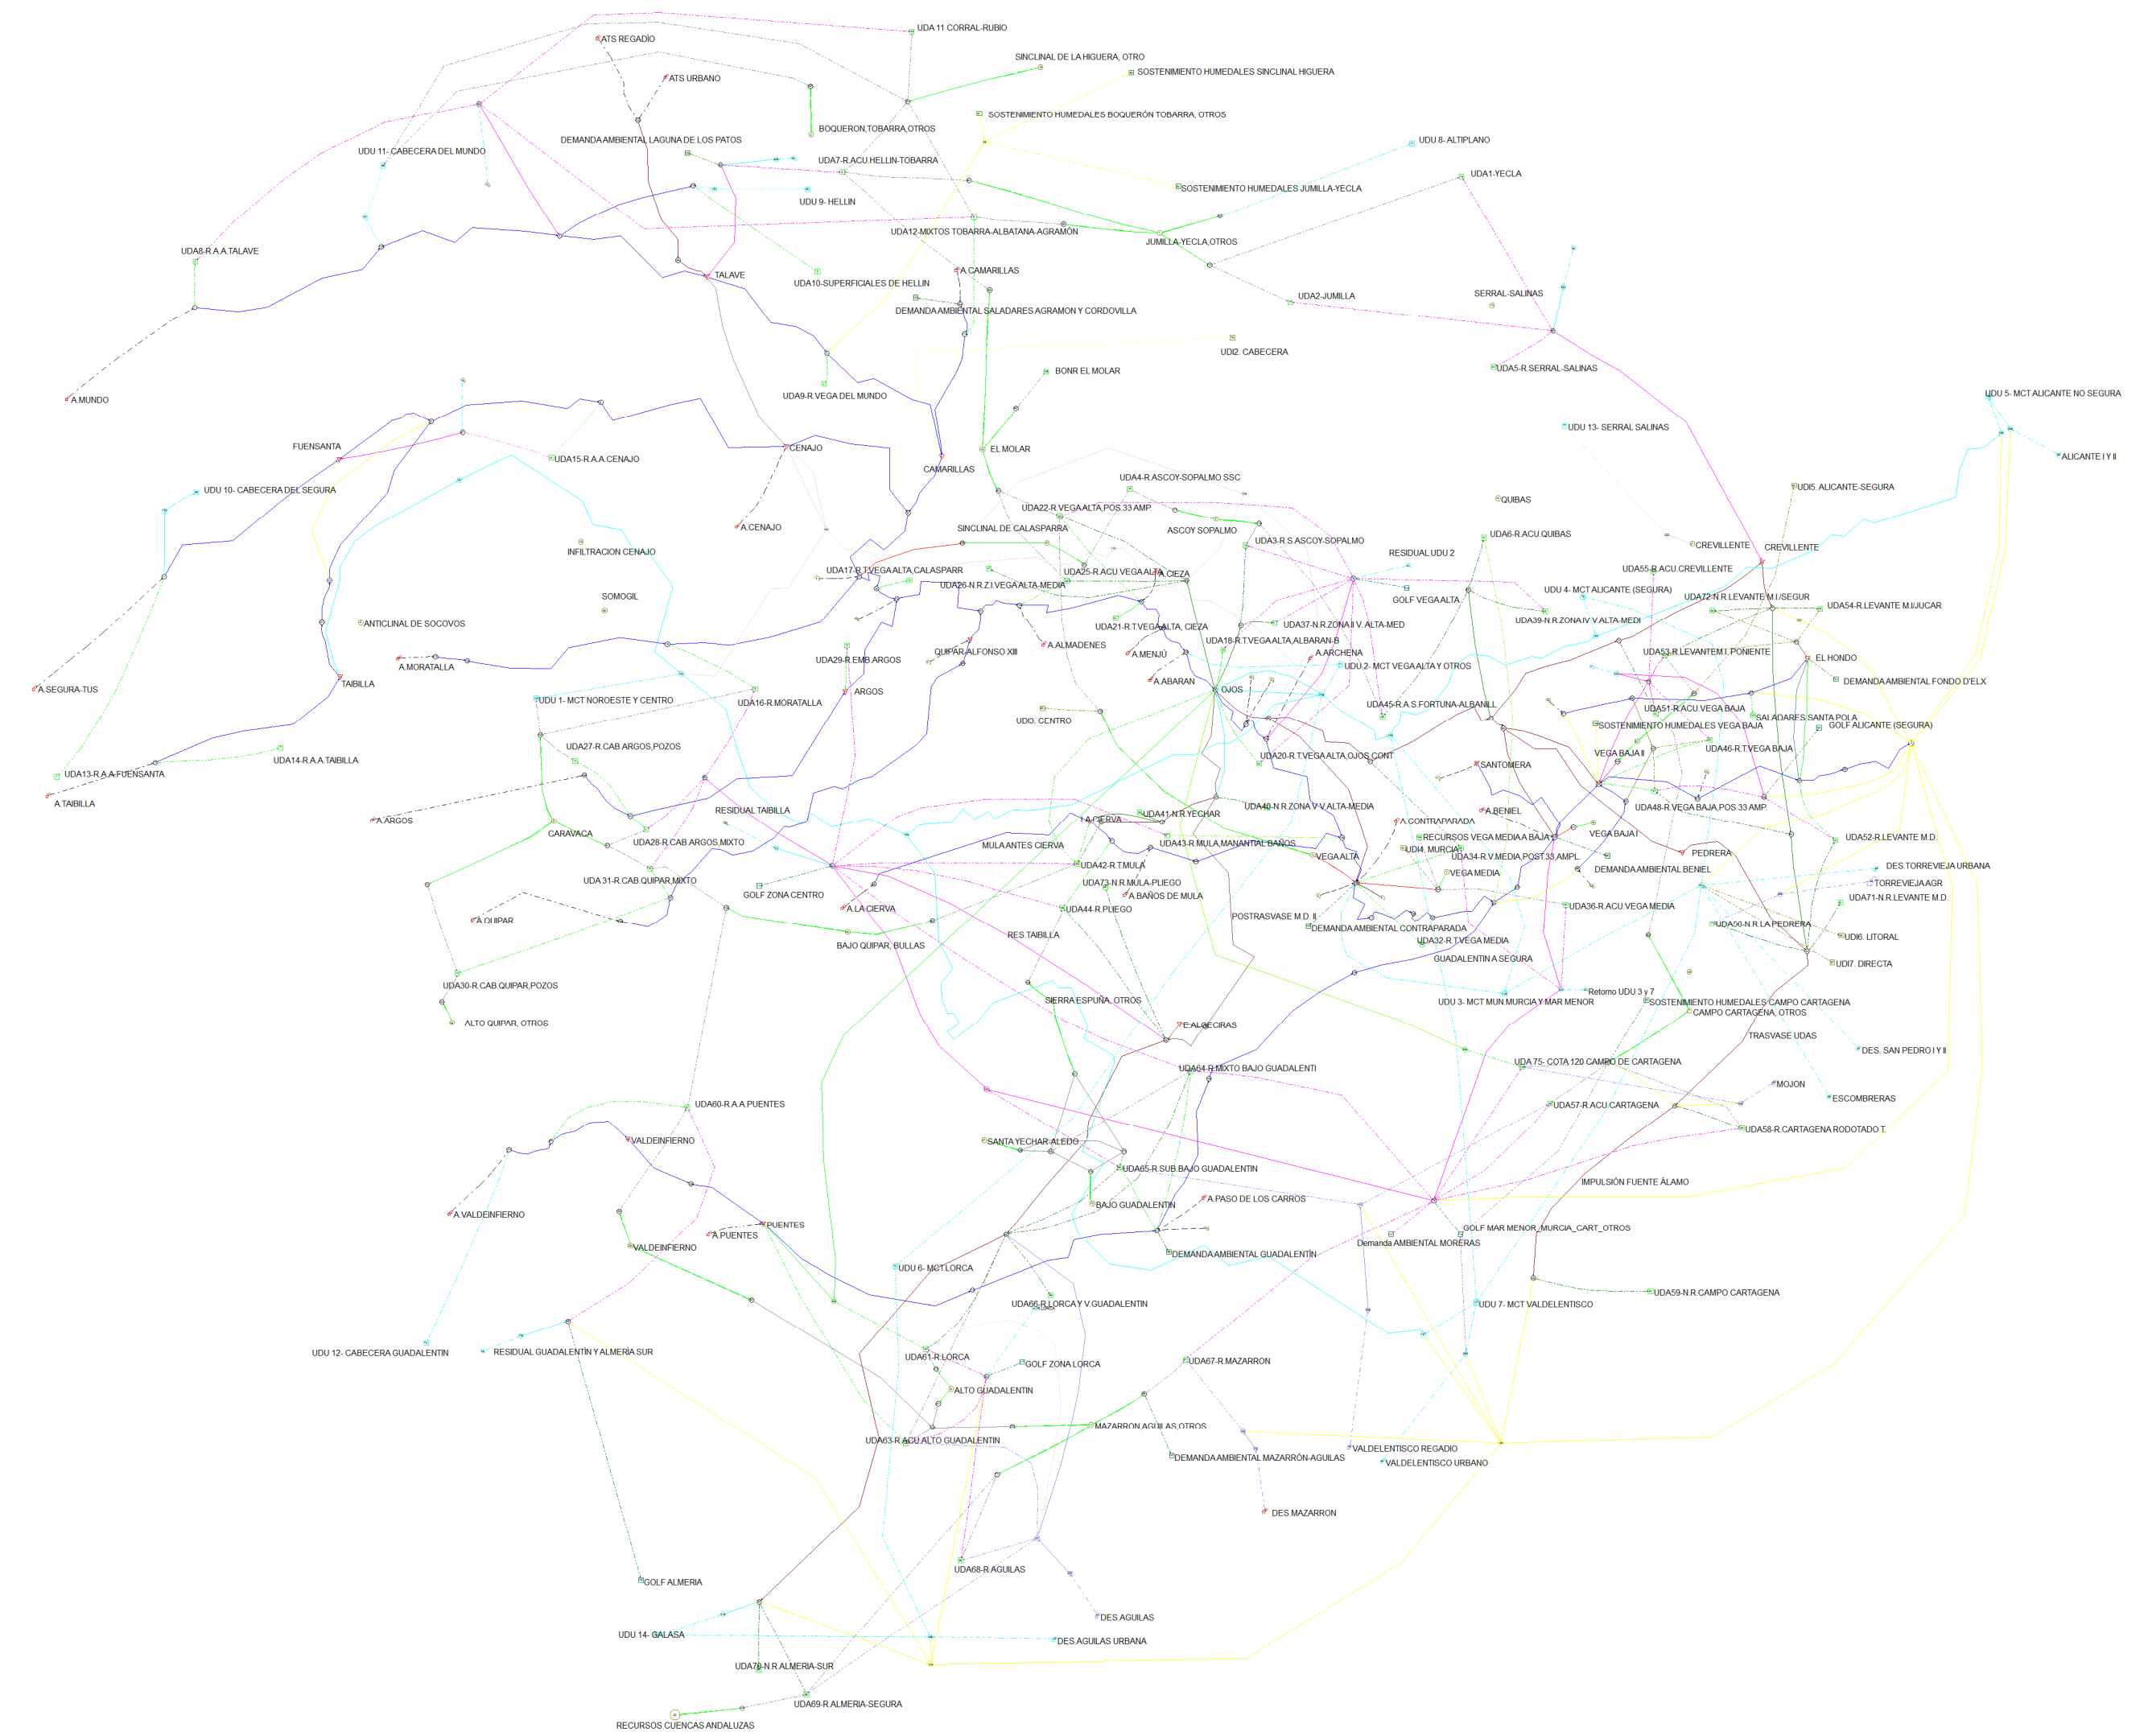 UDA 11 CORRAL-RUBIO
ATS REGADÍO
SINCLINAL DE LA HIGUERA, OTRO
ATS URBANO
SOSTENIMIENTO HUMEDALES SINCLINAL HIGUERA
SOSTENIMIENTO HUMEDALES BOQUERÓN TOBARRA, OTROS
BOQUERON,TOBARRA,OTROS
DEMANDA AMBIENTAL LAGUNA DE LOS PATOS
UDU 8- ALTIPLANO
UDU 11- CABECERA DEL MUNDO
UDA7-R.ACU.HELLIN-TOBARRA
UDA1-YECLA
SOSTENIMIENTO HUMEDALES JUMILLA-YECLA
UDU 9- HELLIN
UDA12-MIXTOS TOBARRA-ALBATANA-AGRAMÓN
JUMILLA-YECLA,OTROS
UDA8-R.A.A.TALAVE
TALAVE
A.CAMARILLAS
UDA10-SUPERFICIALES DE HELLIN
SERRAL-SALINAS
UDA2-JUMILLA
DEMANDA AMBIENTAL SALADARES AGRAMON Y CORDOVILLA
UDI2. CABECERA
UDA5-R.SERRAL-SALINAS
BONR EL MOLAR
UDA9-R.VEGA DEL MUNDO
UDU 5- MCT ALICANTE NO SEGURA
A.MUNDO
UDU 13- SERRAL SALINAS
FUENSANTA
CENAJO
EL MOLAR
ALICANTE I Y II
UDA15-R.A.A.CENAJO
CAMARILLAS
UDA4-R.ASCOY-SOPALMO SSC
UDU 10- CABECERA DEL SEGURA
UDI5. ALICANTE-SEGURA
QUIBAS
UDA22-R.VEGA ALTA,POS.33 AMP.
A.CENAJO
SINCLINAL DE CALASPARRA
ASCOY SOPALMO
UDA6-R.ACU.QUIBAS
UDA3-R.S.ASCOY-SOPALMO
CREVILLENTE
CREVILLENTE
INFILTRACION CENAJO
RESIDUAL UDU 2
UDA17-R.T.VEGA ALTA,CALASPARR
UDA25-R.ACU.VEGA ALTA
A.CIEZA
UDA55-R.ACU.CREVILLENTE
UDA26-N.R.Z.I.VEGA ALTA-MEDIA
UDU 4- MCT ALICANTE (SEGURA)
SOMOGIL
GOLF VEGA ALTA
UDA72-N.R LEVANTE M.I./SEGUR
UDA54-R.LEVANTE M.I/JUCAR
ANTICLINAL DE SOCOVOS
UDA21-R.T.VEGA ALTA, CIEZA
UDA37-N.R.ZONA II V. ALTA-MED
UDA39-N.R.ZONA IV V.ALTA-MEDI
UDA18-R.T.VEGA ALTA,ALBARAN-B
A.ALMADENES
QUIPAR-ALFONSO XIII
A.MENJÚ
A.ARCHENA
UDA53-R.LEVANTEM.I. PONIENTE
EL HONDO
UDA29-R.EMB.ARGOS
A.MORATALLA
UDU 2- MCT VEGA ALTA Y OTROS
A.ABARAN
DEMANDA AMBIENTAL FONDO D'ELX
TAIBILLA
A.SEGURA-TUS
ARGOS
OJOS
UDU 1- MCT NOROESTE Y CENTRO
UDA16-R.MORATALLA
UDA45-R.A.S.FORTUNA-ALBANILL
UDA51-R.ACU.VEGA BAJA
SALADARES SANTA POLA
UDI3. CENTRO
SOSTENIMIENTO HUMEDALES VEGA BAJA
GOLF ALICANTE (SEGURA)
UDA27-R.CAB.ARGOS,POZOS
UDA46-R.T.VEGA BAJA
VEGA BAJA II
UDA14-R.A.A.TAIBILLA
UDA20-R.T.VEGA ALTA,OJOS,CONT
SANTOMERA
UDA13-R.A.A.FUENSANTA
A.TAIBILLA
UDA48-R.VEGA BAJA,POS.33 AMP.
UDA40-N.R.ZONA V V.ALTA-MEDIA
RESIDUAL TAIBILLA
UDA41-N.R.YECHAR
A.BENIEL
A.ARGOS
LA CIERVA
A.CONTRAPARADA
CARAVACA
VEGA BAJA I
UDA28-R.CAB.ARGOS,MIXTO
MULA ANTES CIERVA
UDA43-R.MULA,MANANTIAL BAÑOS
RECURSOS VEGA MEDIA A BAJA
UDA52-R.LEVANTE M.D.
UDI4. MURCIA
UDA34-R.V.MEDIA,POST.33,AMPL.
PEDRERA
VEGA ALTA
UDA42-R.T.MULA
DES.TORREVIEJA URBANA
VEGA MEDIA
DEMANDA AMBIENTAL BENIEL
UDA 31-R.CAB.QUIPAR,MIXTO
UDA73-N.R.MULA-PLIEGO
TORREVIEJA AGR
GOLF ZONA CENTRO
A.BAÑOS DE MULA
UDA71-N.R.LEVANTE M.D.
A.LA CIERVA
UDA44-R.PLIEGO
UDA36-R.ACU.VEGA MEDIA
A.QUIPAR
POSTRASVASE M.D. II
UDA56-N.R.LA PEDRERA
DEMANDA AMBIENTAL CONTRAPARADA
RES.TAIBILLA
UDI6. LITORAL
BAJO QUIPAR, BULLAS
UDA32-R.T.VEGA MEDIA
GUADALENTIN A SEGURA
UDI7. DIRECTA
UDA30-R.CAB.QUIPAR,POZOS
SIERRA ESPUÑA, OTROS
UDU 3- MCT MUN.MURCIA Y MAR MENOR
Retorno UDU 3 y 7
SOSTENIMIENTO HUMEDALES CAMPO CARTAGENA
CAMPO CARTAGENA, OTROS
ALTO QUIPAR, OTROS
E.ALGECIRAS
TRASVASE UDAS
DES. SAN PEDRO I Y II
UDA 75- COTA 120 CAMPO DE CARTAGENA
UDA64-R.MIXTO BAJO GUADALENTI
MOJON
ESCOMBRERAS
UDA60-R.A.A.PUENTES
UDA57-R.ACU.CARTAGENA
UDA58-R.CARTAGENA RODOTADO T.
VALDEINFIERNO
SANTA YECHAR-ALEDO
UDA65-R.SUB.BAJO GUADALENTIN
IMPULSIÓN FUENTE ÁLAMO
A.PASO DE LOS CARROS
BAJO GUADALENTIN
A.VALDEINFIERNO
PUENTES
A.PUENTES
GOLF MAR MENOR_MURCIA_CART_OTROS
Demanda AMBIENTAL MORERAS
VALDEINFIERNO
DEMANDA AMBIENTAL GUADALENTÍN
UDU 6- MCT LORCA
UDA59-N.R.CAMPO CARTAGENA
UDA66-R.LORCA Y V.GUADALENTIN
UDU 7- MCT VALDELENTISCO
UDU 12- CABECERA GUADALENTIN
RESIDUAL GUADALENTÍN Y ALMERÍA SUR
UDA61-R.LORCA
GOLF ZONA LORCA
UDA67-R.MAZARRON
ALTO GUADALENTIN
MAZARRON,AGUILAS,OTROS
UDA63-R.ACU.ALTO GUADALENTIN
VALDELENTISCO REGADIO
DEMANDA AMBIENTAL MAZARRÓN-AGUILAS
VALDELENTISCO URBANO
DES.MAZARRON
UDA68-R.AGUILAS
GOLF ALMERIA
DES.AGUILAS
UDU 14- GALASA
DES.AGUILAS URBANA
UDA70-N.R.ALMERIA-SUR
UDA69-R.ALMERIA-SEGURA
RECURSOS CUENCAS ANDALUZAS